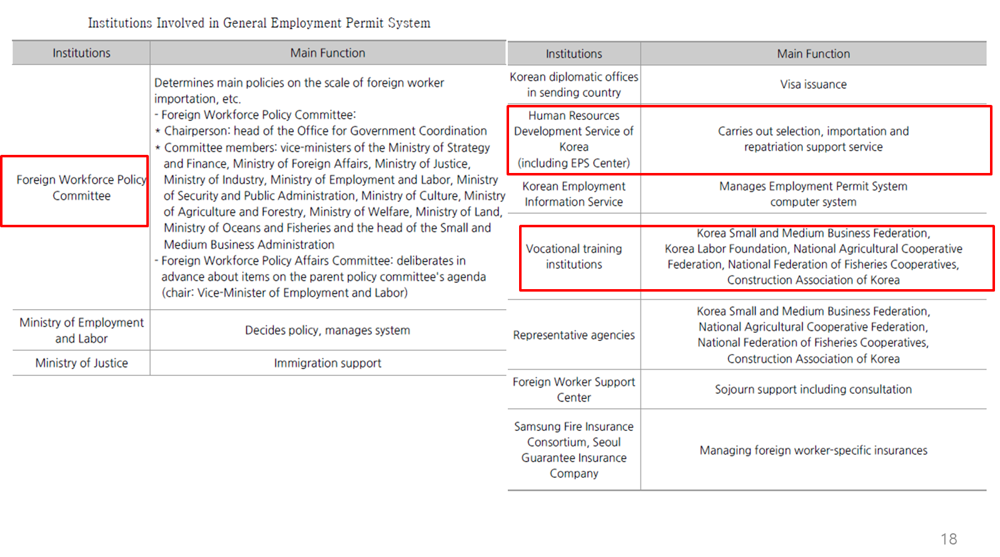 Institutions Involved in General Employment Permit System
Institutions
Main Function
Foreign Workforce Policy
Committee
Determines main policies on the scale of foreign worker
importation, etc.
- Foreign Workforce Policy Committee:
* Chairperson: head of the Office for Government Coordination
* Committee members: vice-ministers of the Ministry of Strategy
and Finance, Ministry of Foreign Affairs, Ministry of Justice,
Ministry of Industry, Ministry of Employment and Labor, Ministry
of Security and Public Administration, Ministry of Culture, Ministry
of Agriculture and Forestry, Ministry of Welfare, Ministry of Land,
Ministry of Oceans and Fisheries and the head of the Small and
Medium Business Administration
- Foreign Workforce Policy Affairs Committee: deliberates in
advance about items on the parent policy committee's agenda
(chair: Vice-Minister of Employment and Labor)
Ministry of Employment
and Labor
Decides policy, manages system
Ministry of Justice
Immigration support
Institutions
Main Function
Korean diplomatic offices
in sending country
Visa issuance
Human Resources
Development Service of
Korea
(including EPS Center)
Carries out selection, importation and
repatriation support service
Korean Employment
Information Service
Manages Employment Permit System
computer system
Vocational training
institutions
Korea Small and Medium Business Federation,
Korea Labor Foundation, National Agricultural Cooperative
Federation, National Federation of Fisheries Cooperatives,
Construction Association of Korea
Representative agencies
Korea Small and Medium Business Federation,
National Agricultural Cooperative Federation,
National Federation of Fisheries Cooperatives,
Construction Association of Korea
Foreign Worker Support
Center
Sojourn support including consultation
Samsung Fire Insurance
Consortium, Seoul
Guarantee Insurance
Company
Managing foreign worker-specific insurances
18